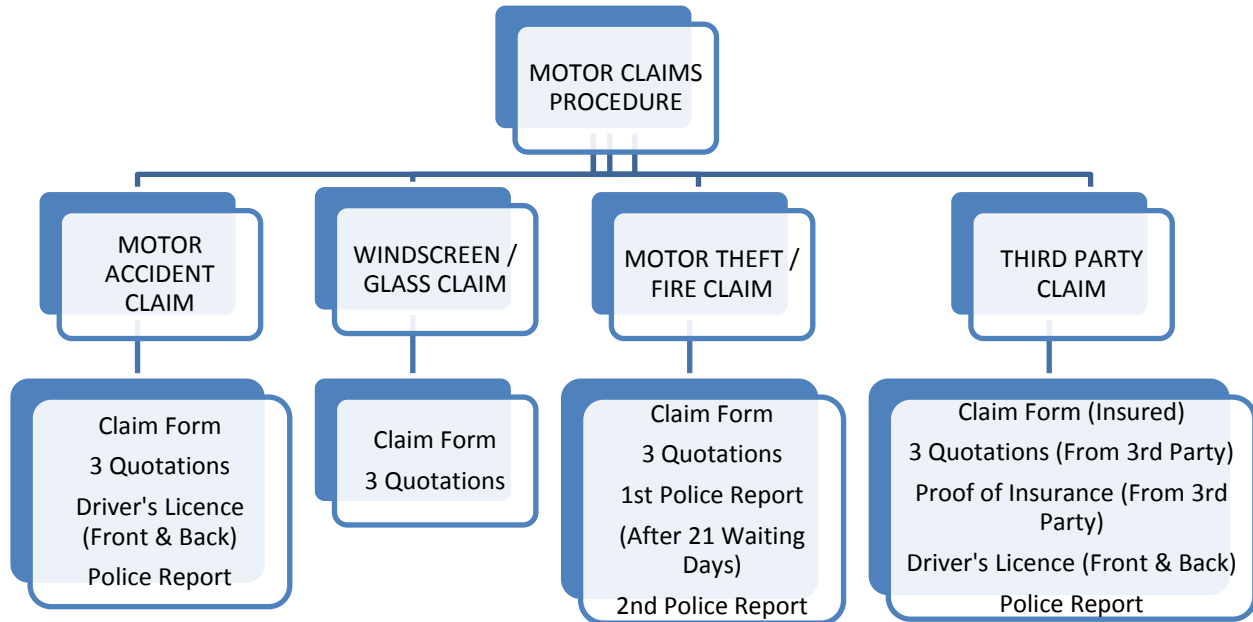 MOTOR CLAIMS
PROCEDURE
MOTOR
ACCIDENT
CLAIM
WINDSCREEN /
GLASS CLAIM
MOTOR THEFT /
FIRE CLAIM
THIRD PARTY
CLAIM
Claim Form
3 Quotations
Driver's Licence
(Front & Back)
Police Report
Claim Form
3 Quotations
Claim Form
3 Quotations
1st Police Report
(After 21 Waiting
Days)
2nd Police Report
Claim Form (Insured)
3 Quotations (From 3rd Party)
Proof of Insurance (From 3rd
Party)
Driver's Licence (Front & Back)
Police Report